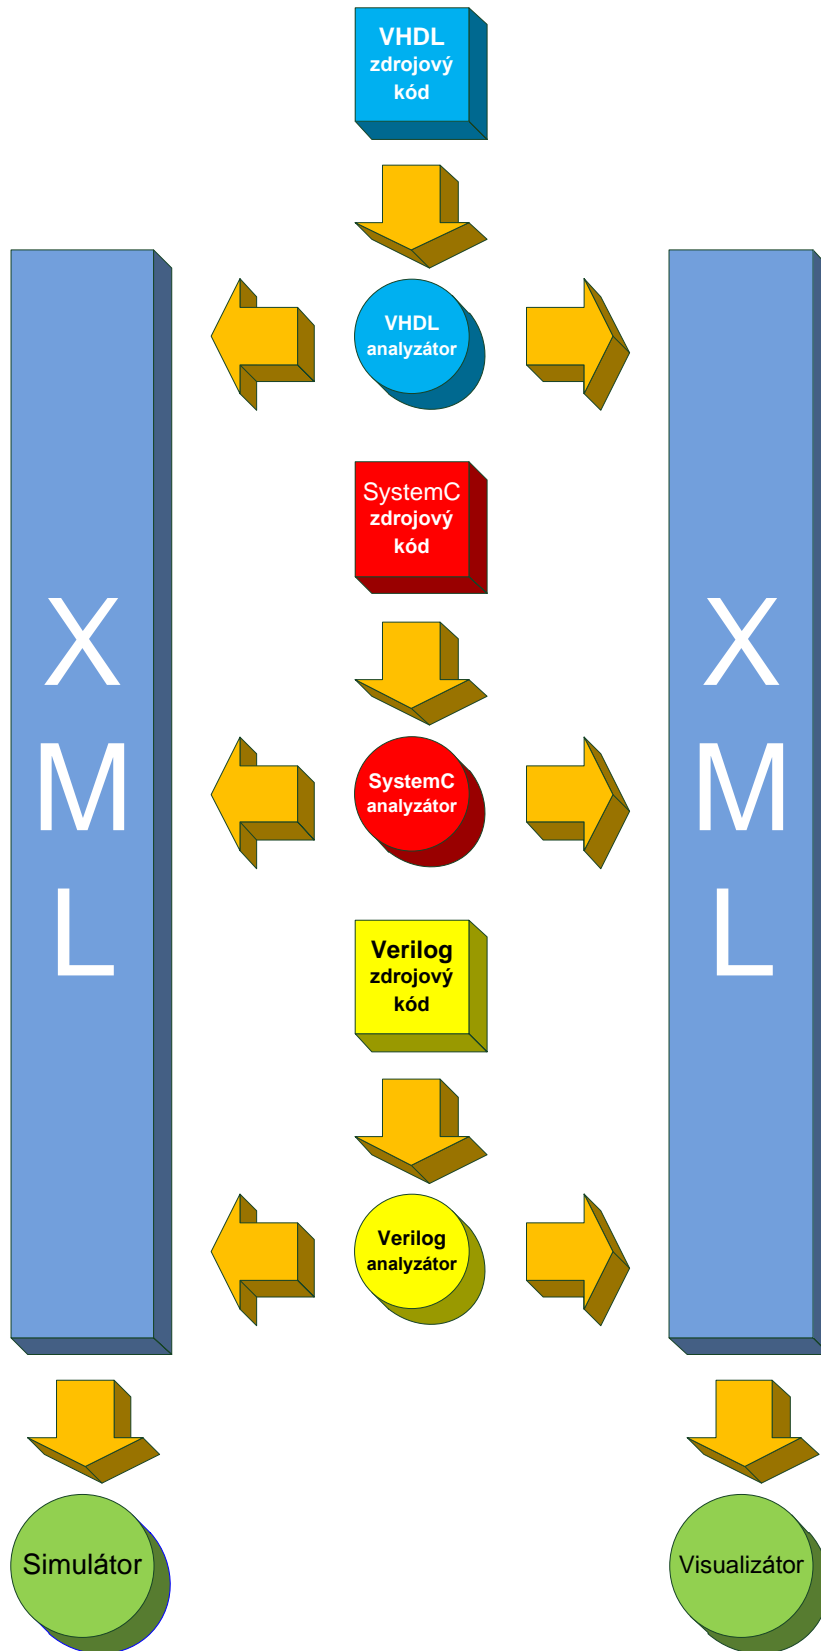 VHDL
zdrojový
kód
VHDL
analyzátor
SystemC
zdrojový
kód
X
M
L
X
M
L
SystemC
analyzátor
Verilog
zdrojový
kód
Verilog
analyzátor
Simulátor
Visualizátor